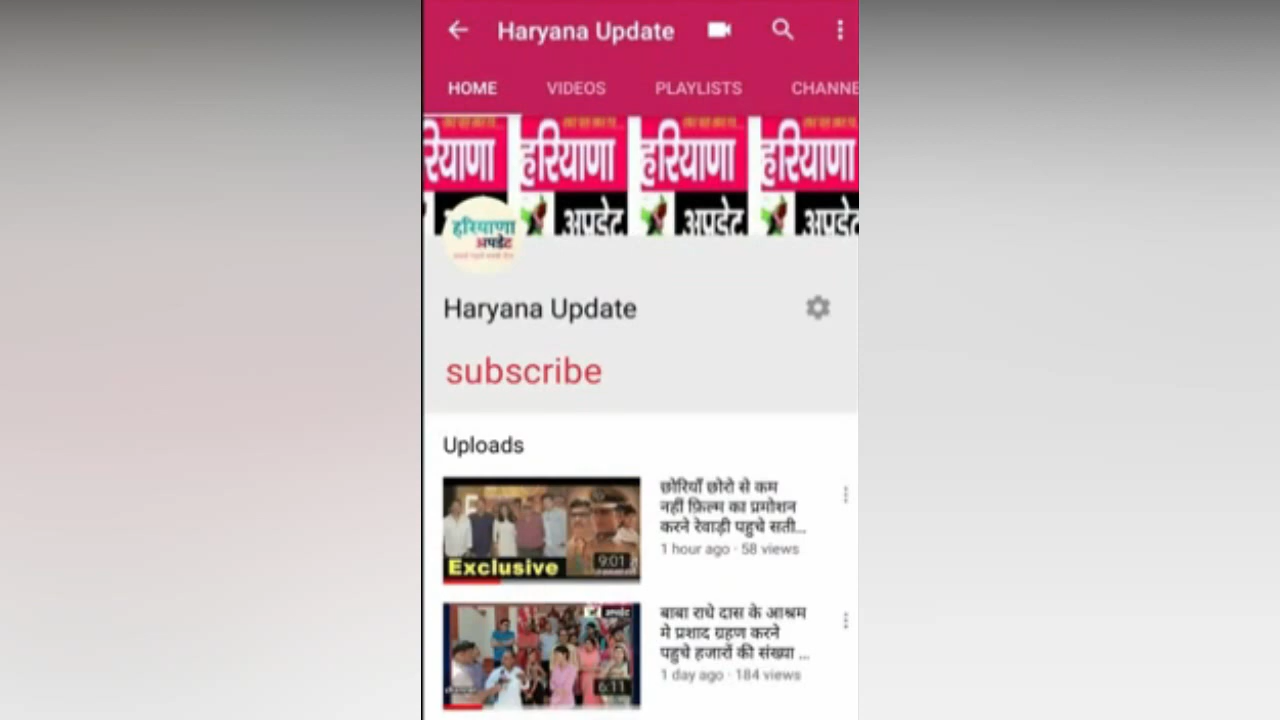 Haryana Update
HOME VIDEOS PLAYLISTS CHANNE
रियाणा हरियाणा हरियाणा हरियाणा
अपडेट अपडेट अपडेट
हरियाणा
अपडेट
Haryana Update
subscribe
Uploads
छोरियाँ छोरो से कम
नहीं फ़िल्म का प्रमोशन
करने रेवाड़ी पहुचे सती...
1 hour ago · 58 views
Exclusive
9:01
बाबा राधे दास के आश्रम
मे प्रशाद ग्रहण करने
पहुचे हजारों की संख्या ...
1 day ago · 184 views
अपडेट
6:11